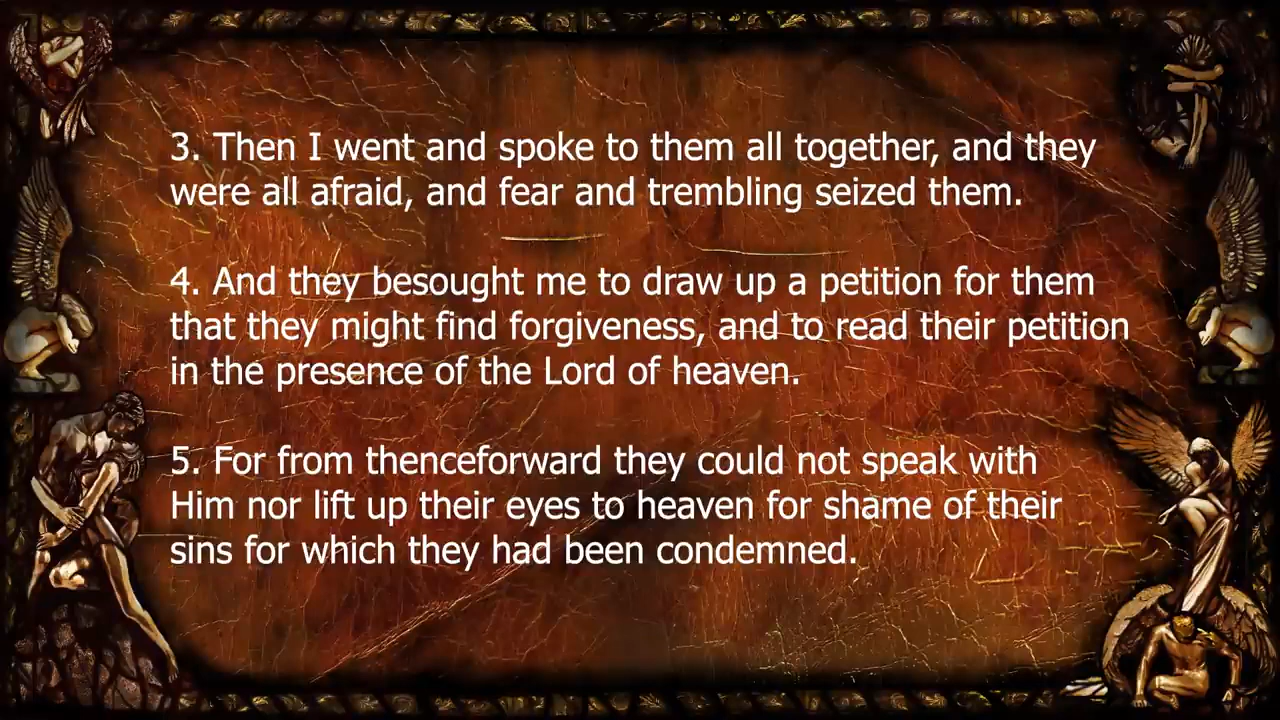 3. Then I went and spoke to them all together, and they
were all afraid, and fear and trembling seized them.
4. And they besought me to draw up a petition for them
that they might find forgiveness, and to read their petition
in the presence of the Lord of heaven.
5. For from thenceforward they could not speak with
Him nor lift up their eyes to heaven for shame of their
sins for which they had been condemned.